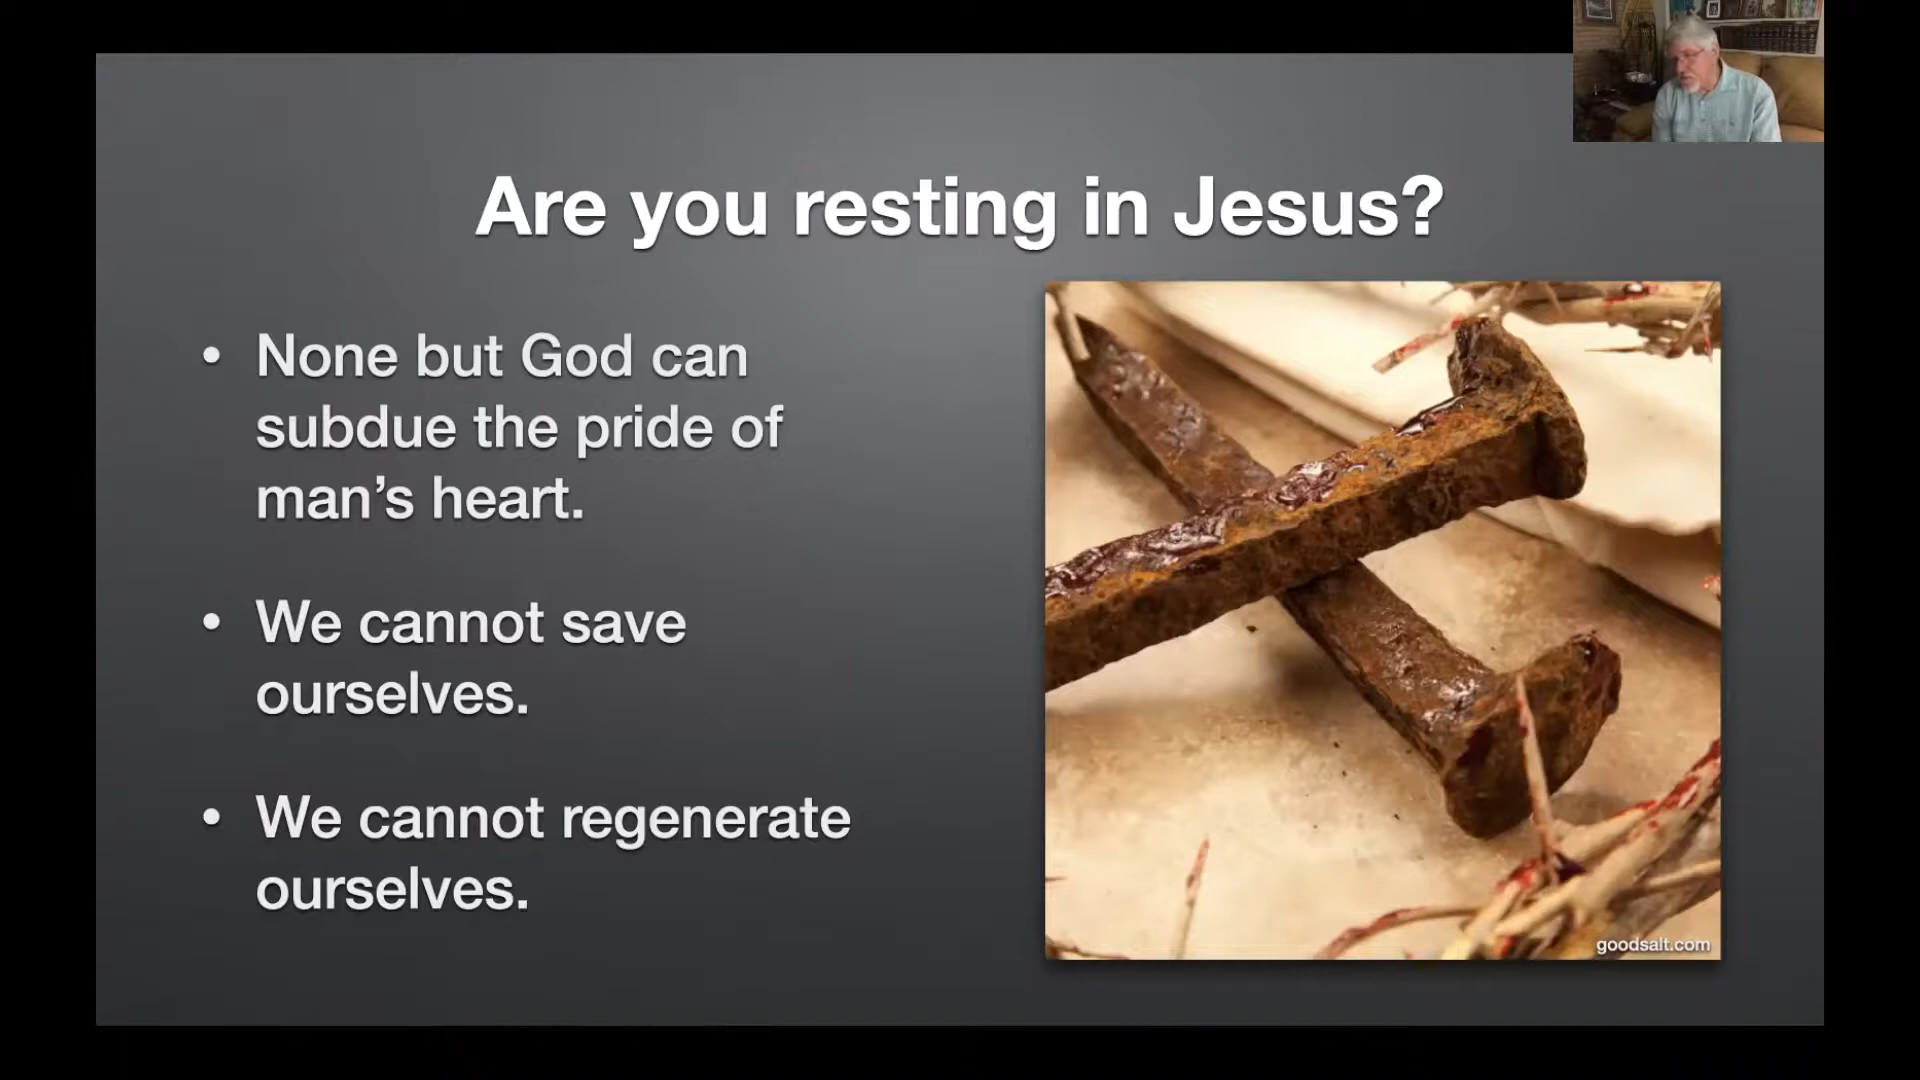 Are you resting in Jesus?
• None but God can
subdue the pride of
man’s heart.
• We cannot save
ourselves.
• We cannot regenerate
ourselves.
goodsalt.com